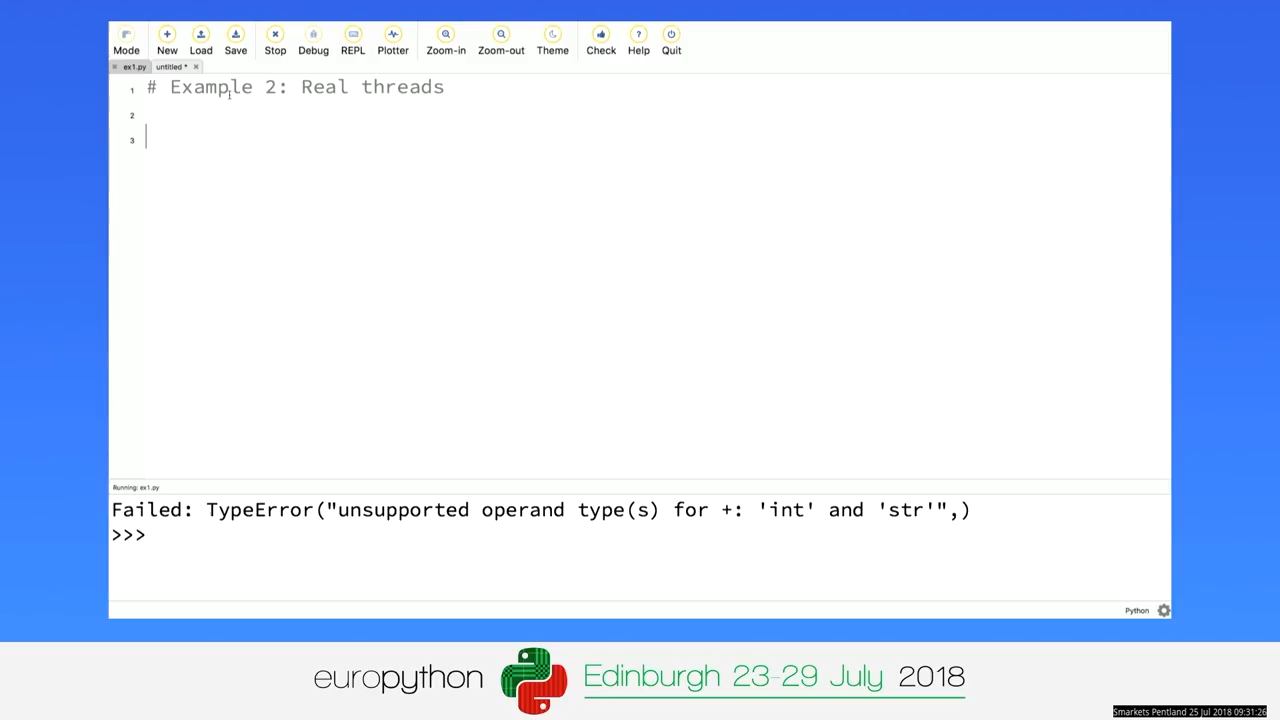 Mode New Load Save Stop Debug REPL Plotter Zoom-in Zoom-out Theme Check Help Quit
ex1.py untitled *
1 # Example 2: Real threads
2
3
Running: ex1.py
Failed: TypeError("unsupported operand type(s) for +: 'int' and 'str'",)
>>>
Python
europython Edinburgh 23-29 July 2018
Smarkets Pentland 25 Jul 2018 09:31:26